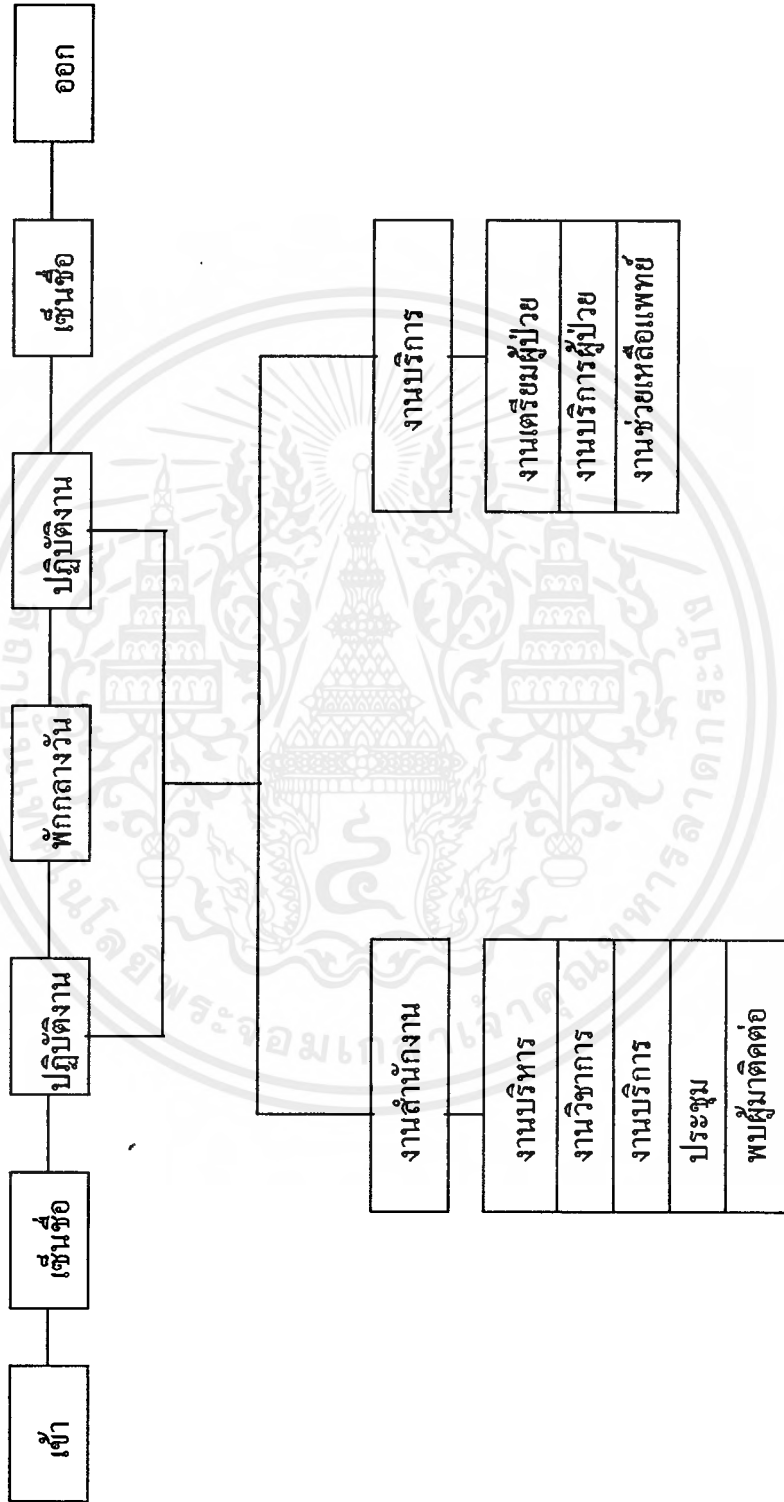 เข้า
เซ็นชื่อ
ปฏิบัติงาน
พักกลางวัน
ปฏิบัติงาน
เซ็นชื่อ
ออก
งานสำนักงาน
งานบริหาร
งานวิชาการ
งานบริการ
ประชุม
พบผู้มาติดต่อ
งานบริการ
งานเตรียมผู้ป่วย
งานบริการผู้ป่วย
งานช่วยเหลือแพทย์